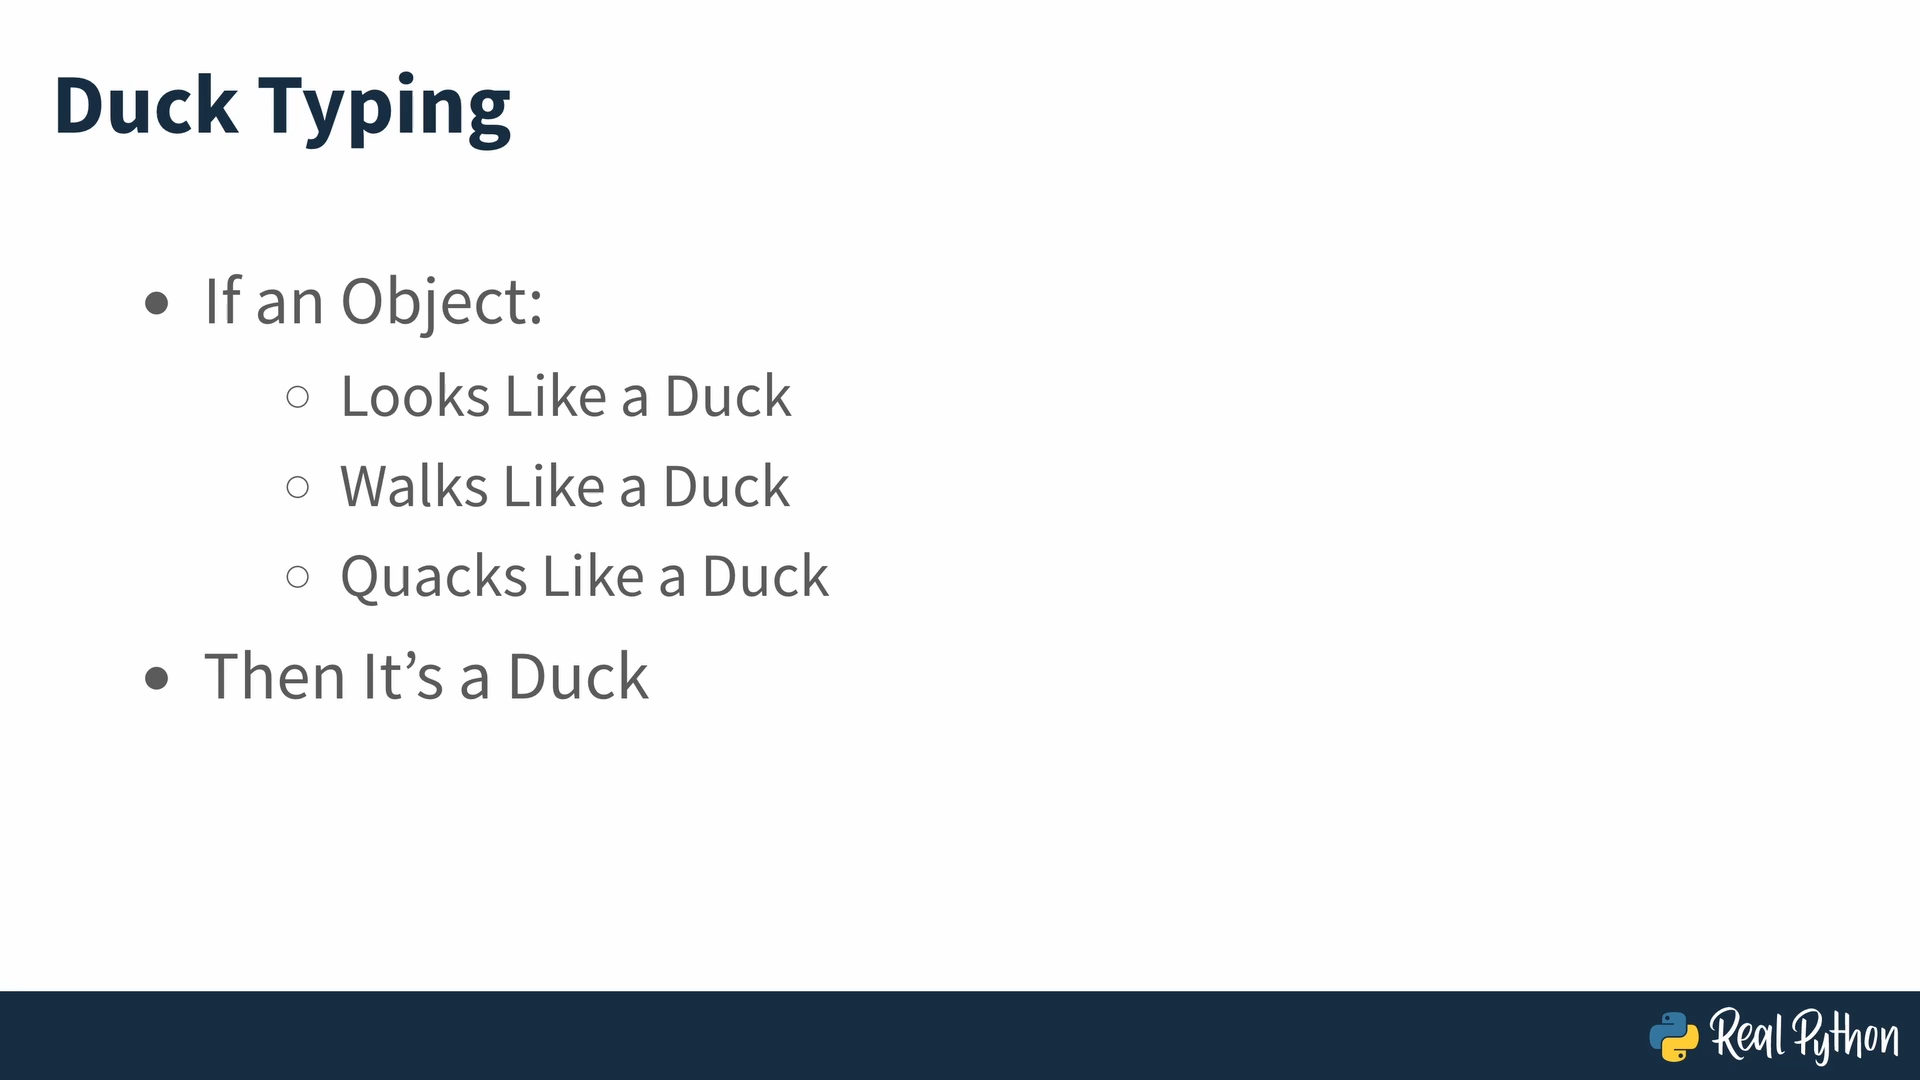 Duck Typing
• If an Object:
○ Looks Like a Duck
○ Walks Like a Duck
○ Quacks Like a Duck
• Then It’s a Duck
Real Python